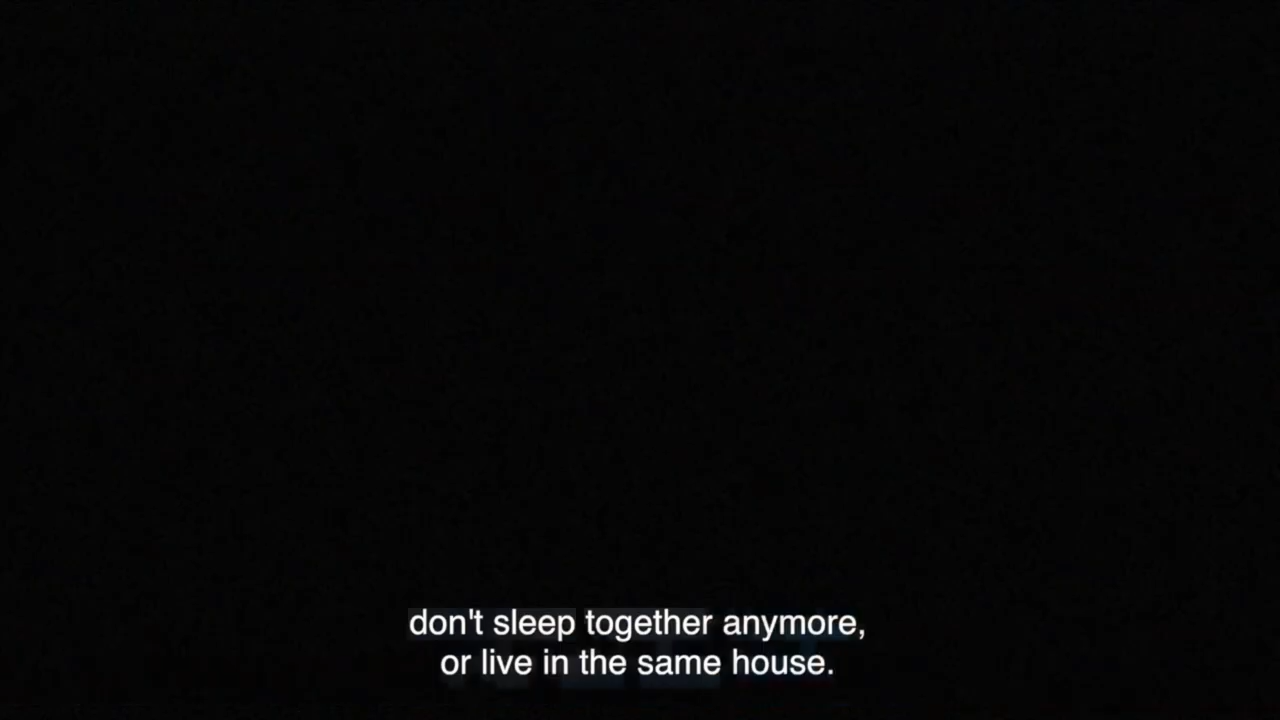 don't sleep together anymore,
or live in the same house.